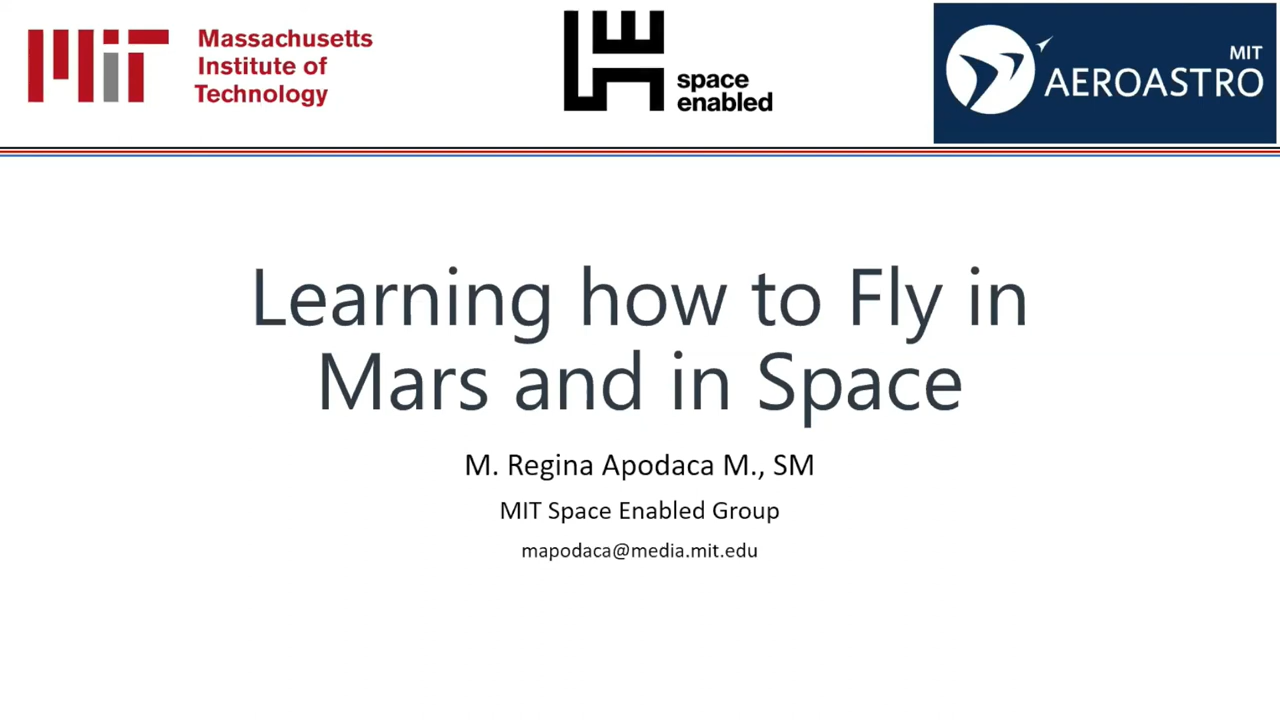 MIT Massachusetts
Institute of
Technology
space
enabled
MIT
AEROASTRO
Learning how to Fly in
Mars and in Space
M. Regina Apodaca M., SM
MIT Space Enabled Group
mapodaca@media.mit.edu